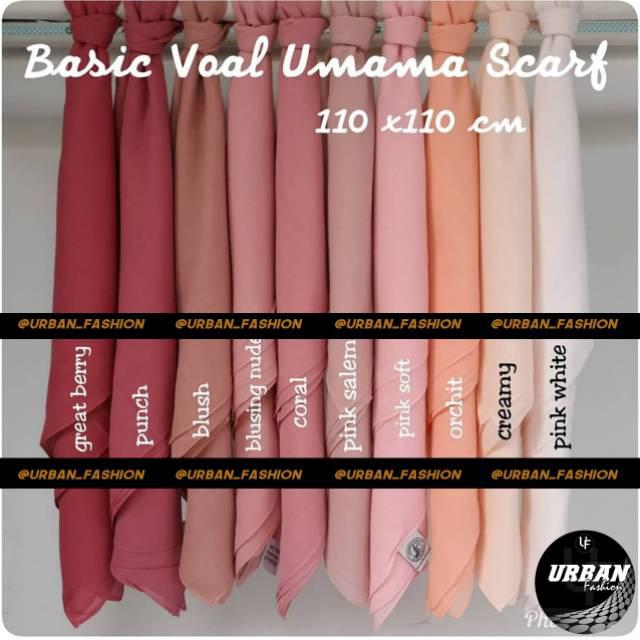 Basic Voal Umama Scarf
110 x110 cm
@URBAN_FASHION @URBAN_FASHION @URBAN_FASHION @URBAN_FASHION
great berry
punch
blush
blusing nude
coral
pink salem
pink soft
orchit
creamy
pink white
@URBAN_FASHION @URBAN_FASHION @URBAN_FASHION @URBAN_FASHION
UF
URBAN
Fashion